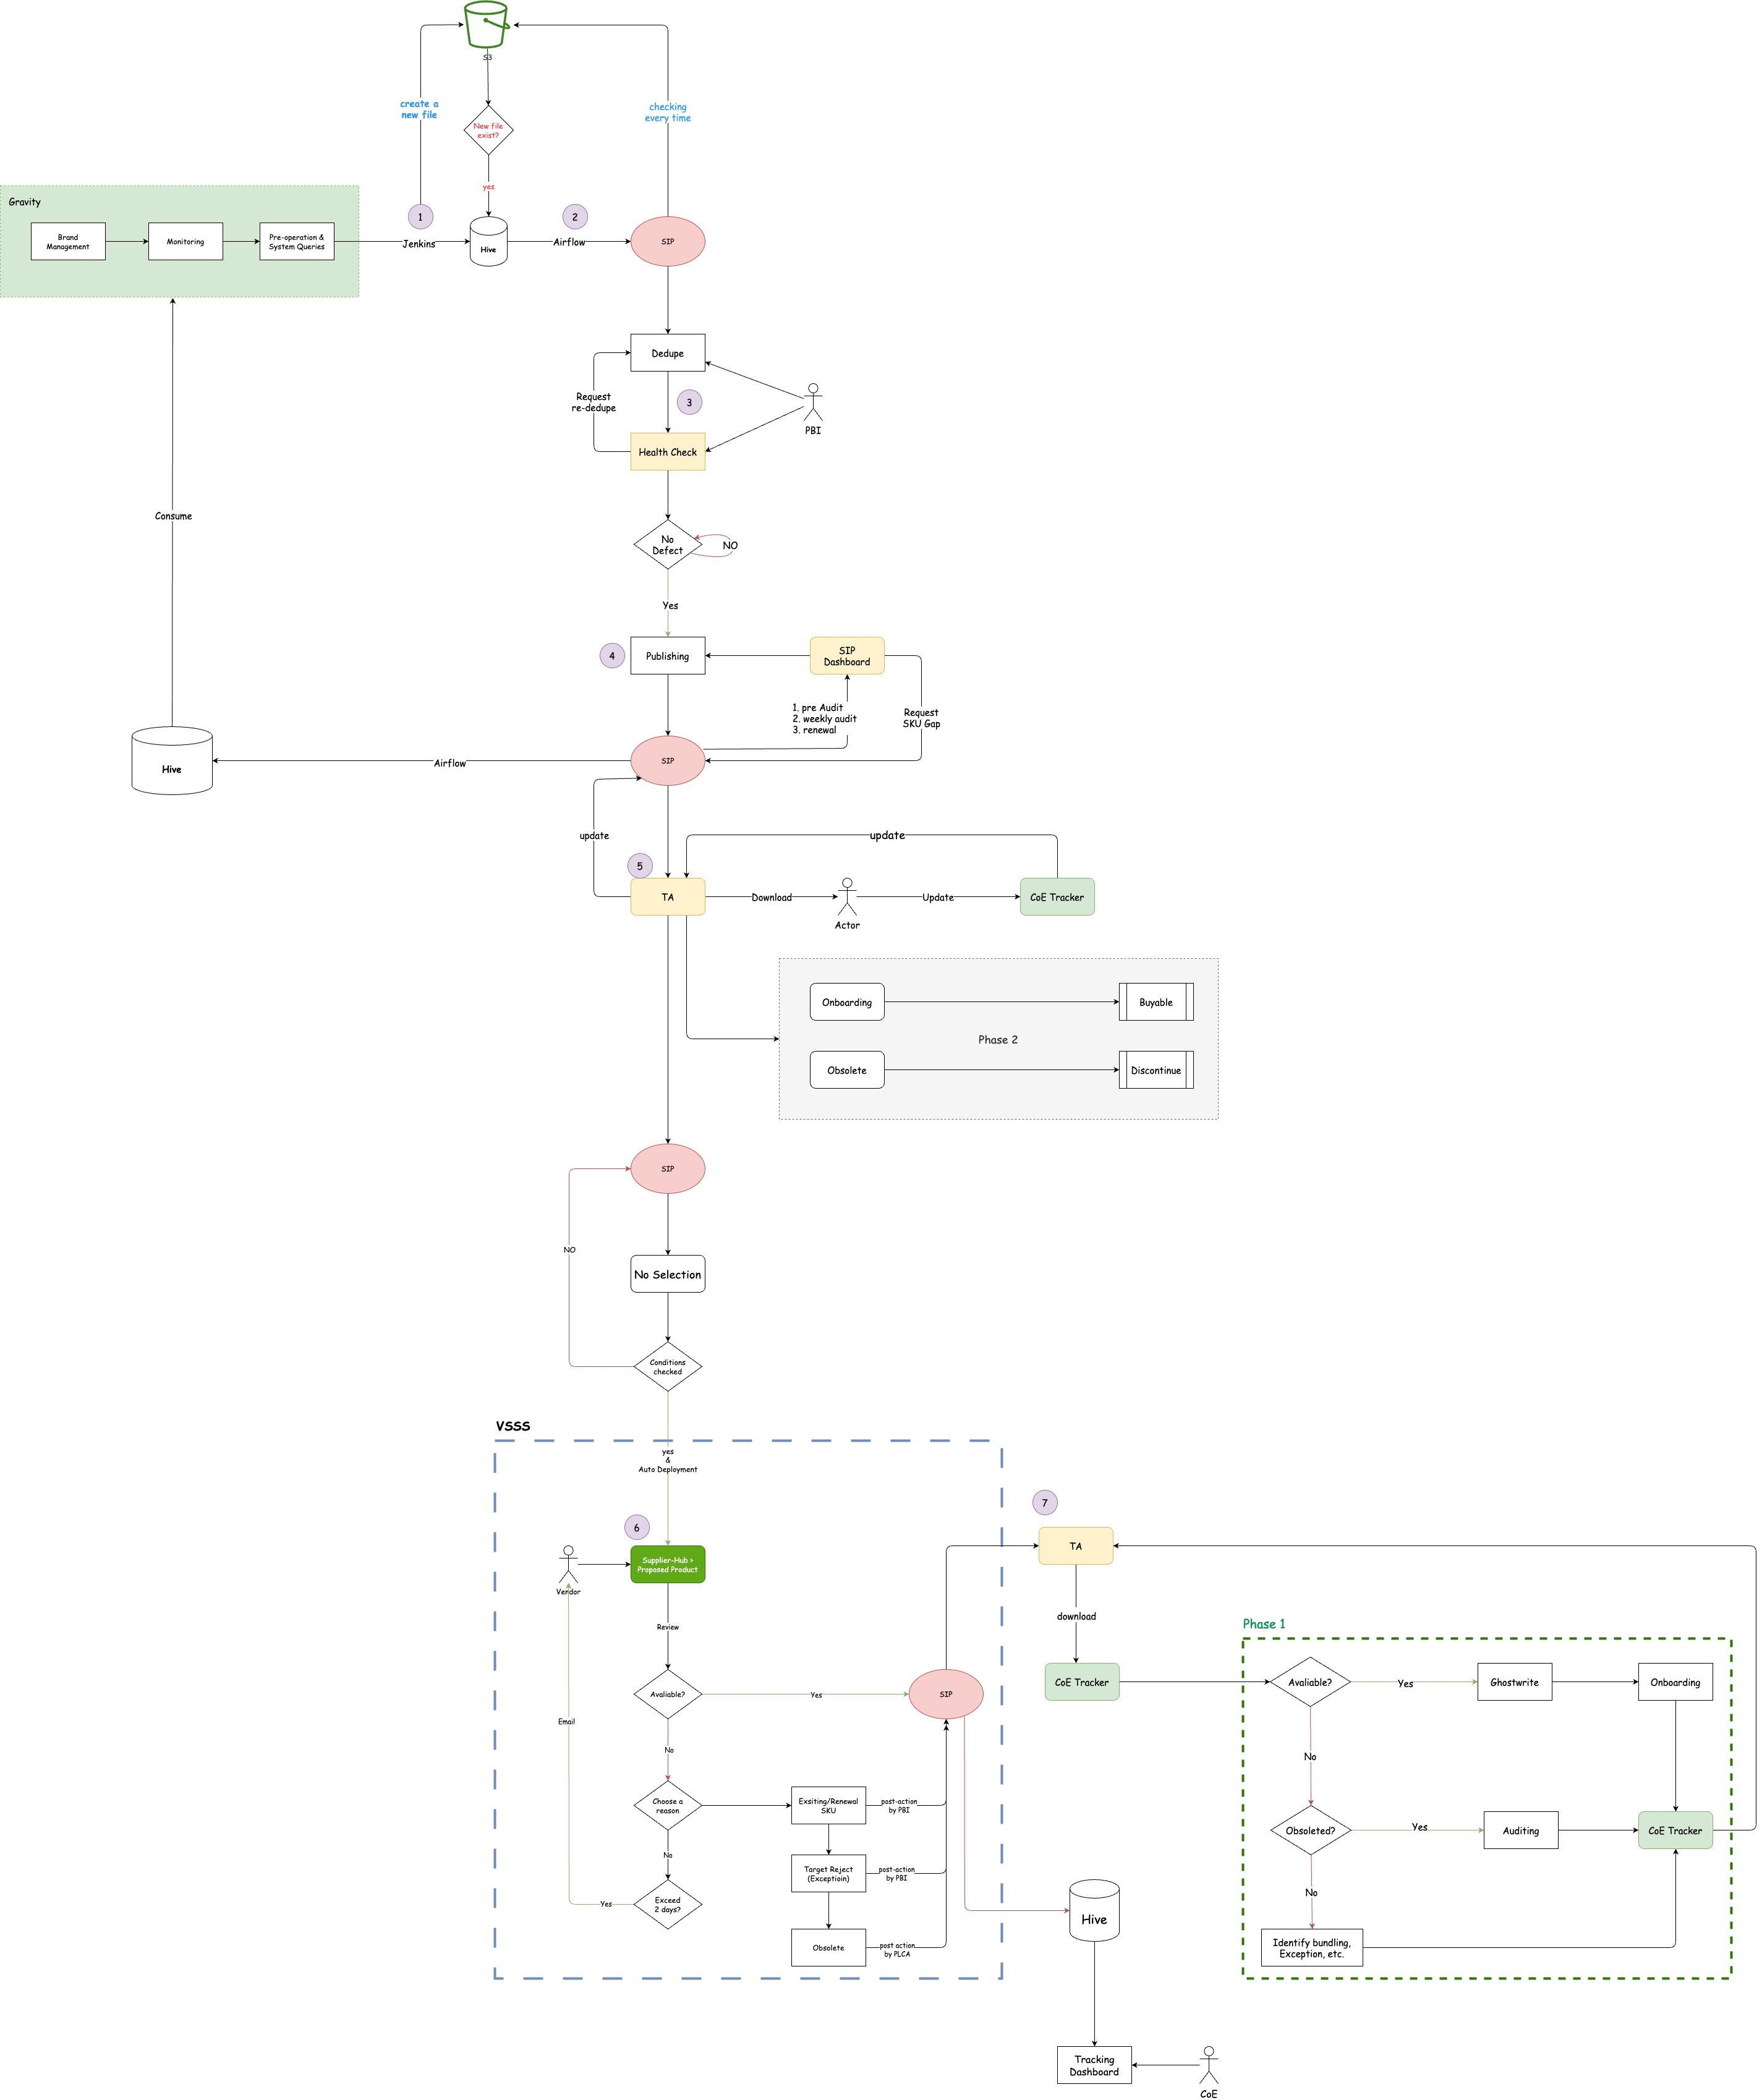 S3
create a
new file
checking
every time
New file
exist?
yes
Gravity
Brand
Management
Monitoring
Pre-operation &
System Queries
1
Jenkins
Hive
2
Airflow
SIP
Dedupe
Request
re-dedupe
3
PBI
Health Check
No
Defect
NO
Consume
Yes
4
Publishing
SIP
Dashboard
1. pre Audit
2. weekly audit
3. renewal
Request
SKU Gap
Hive
Airflow
SIP
update
update
5
TA
Download
Actor
Update
CoE Tracker
Onboarding
Buyable
Phase 2
Obsolete
Discontinue
SIP
NO
No Selection
Conditions
checked
VSSS
yes
&
Auto Deployment
6
Vendor
Supplier-Hub >
Proposed Product
Review
Avaliable?
Yes
SIP
Email
No
Choose a
reason
Exsiting/Renewal
SKU
post-action
by PBI
No
Target Reject
(Exceptioin)
post-action
by PBI
Yes
Exceed
2 days?
Obsolete
post action
by PLCA
7
TA
download
CoE Tracker
Phase 1
Avaliable?
Yes
Ghostwrite
Onboarding
No
Obsoleted?
Yes
Auditing
CoE Tracker
No
Identify bundling,
Exception, etc.
Hive
Tracking
Dashboard
CoE